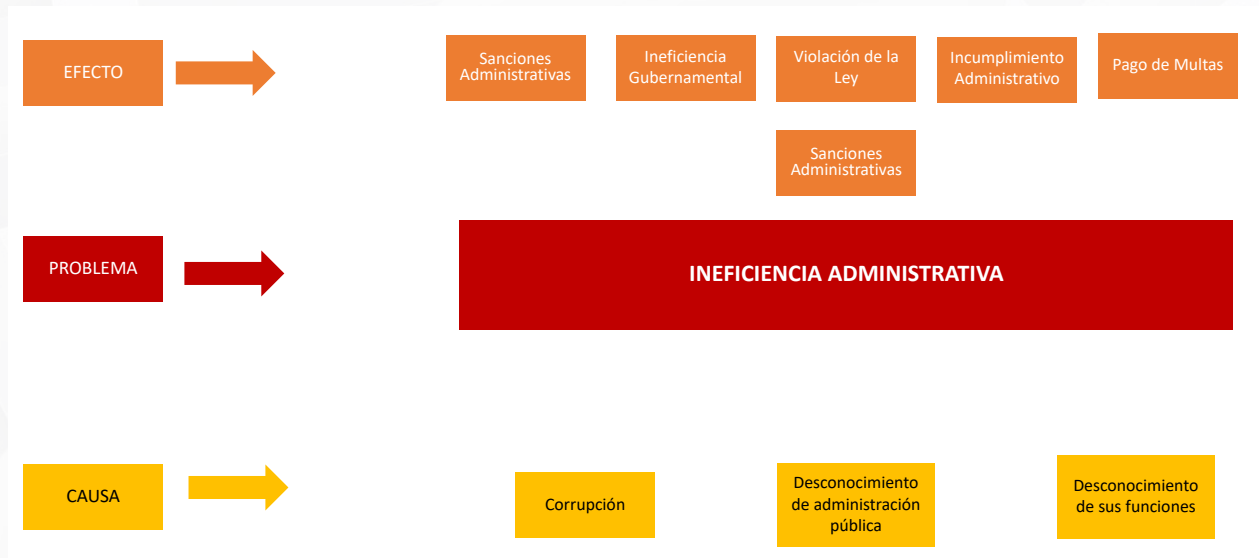 EFECTO
Sanciones
Administrativas
Ineficiencia
Gubernamental
Violación de la
Ley
Incumplimiento
Administrativo
Pago de Multas
Sanciones
Administrativas
PROBLEMA
INEFICIENCIA ADMINISTRATIVA
CAUSA
Corrupción
Desconocimiento
de administración
pública
Desconocimiento
de sus funciones